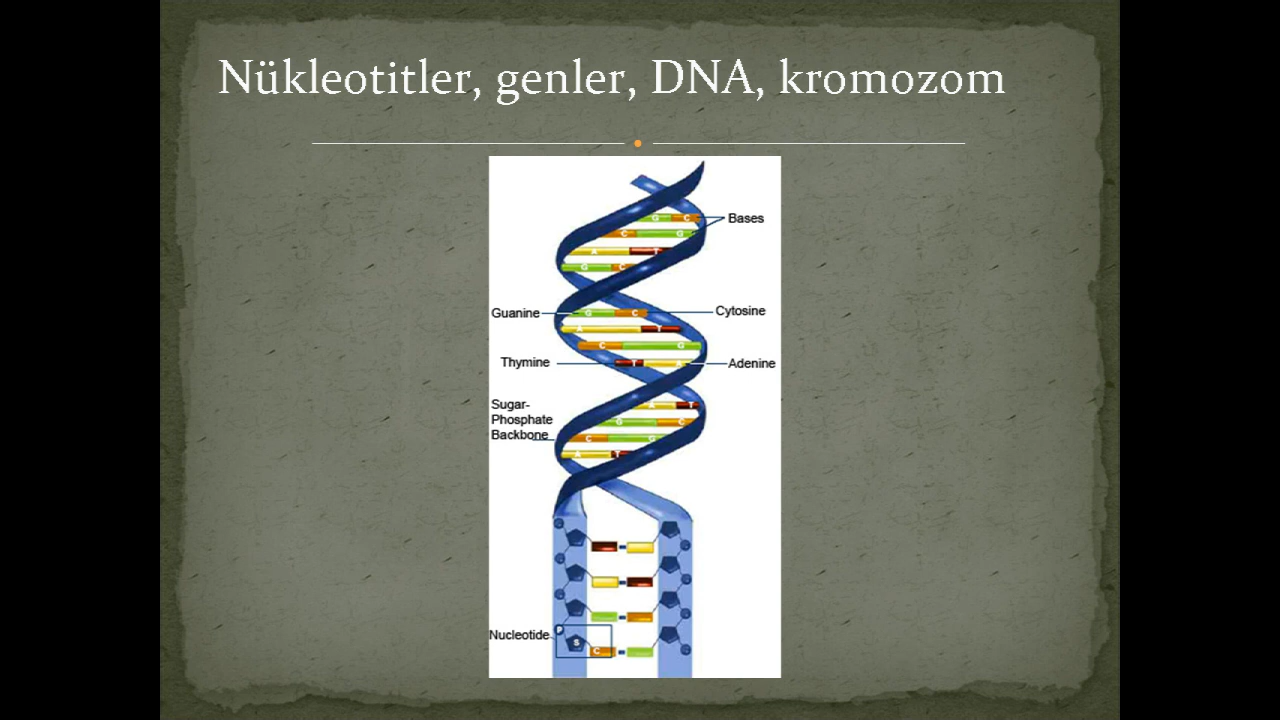 Nükleotitler, genler, DNA, kromozom
G C
Bases
C G
A T
G C
Guanine
G C
Cytosine
A T
C G
Thymine
T A
Adenine
A T
Sugar-
Phosphate
Backbone
G C
C G
A T
Nucleotide
P
S
C